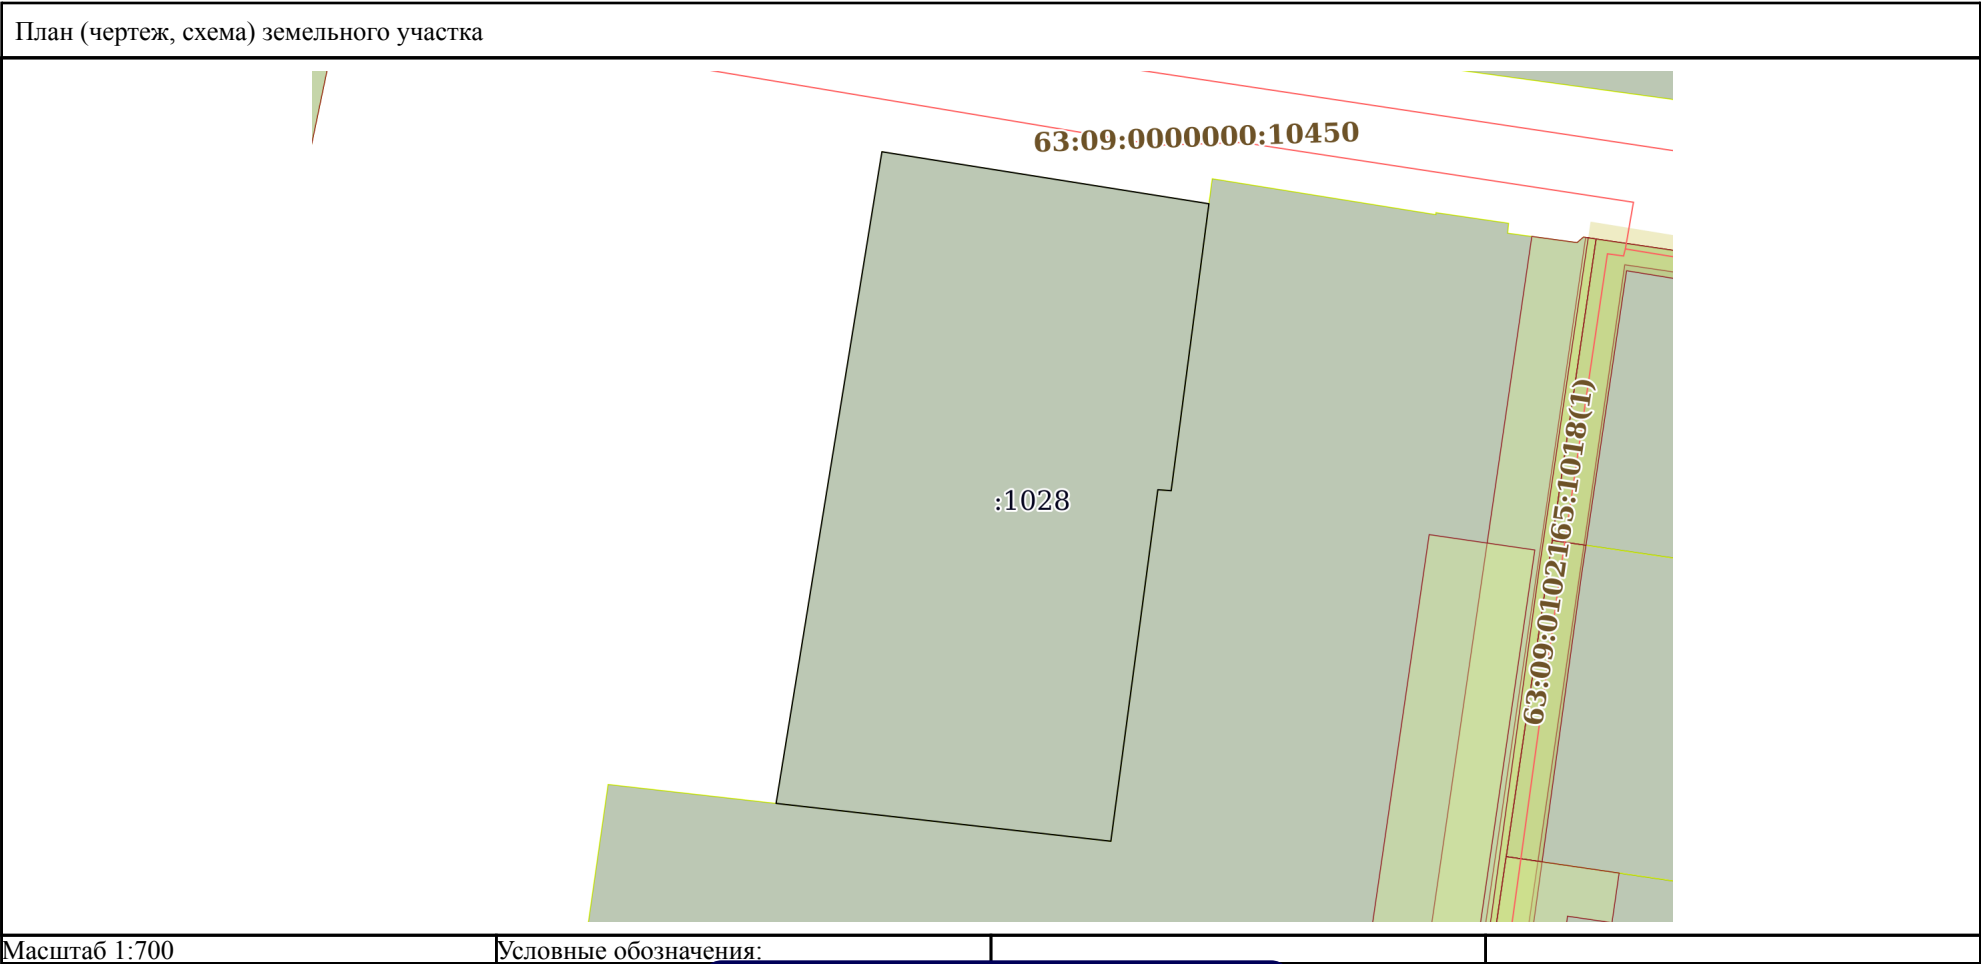 План (чертеж, схема) земельного участка
63:09:0000000:10450
:1028
63:09:0102165:1018(1)
Масштаб 1:700
Условные обозначения: